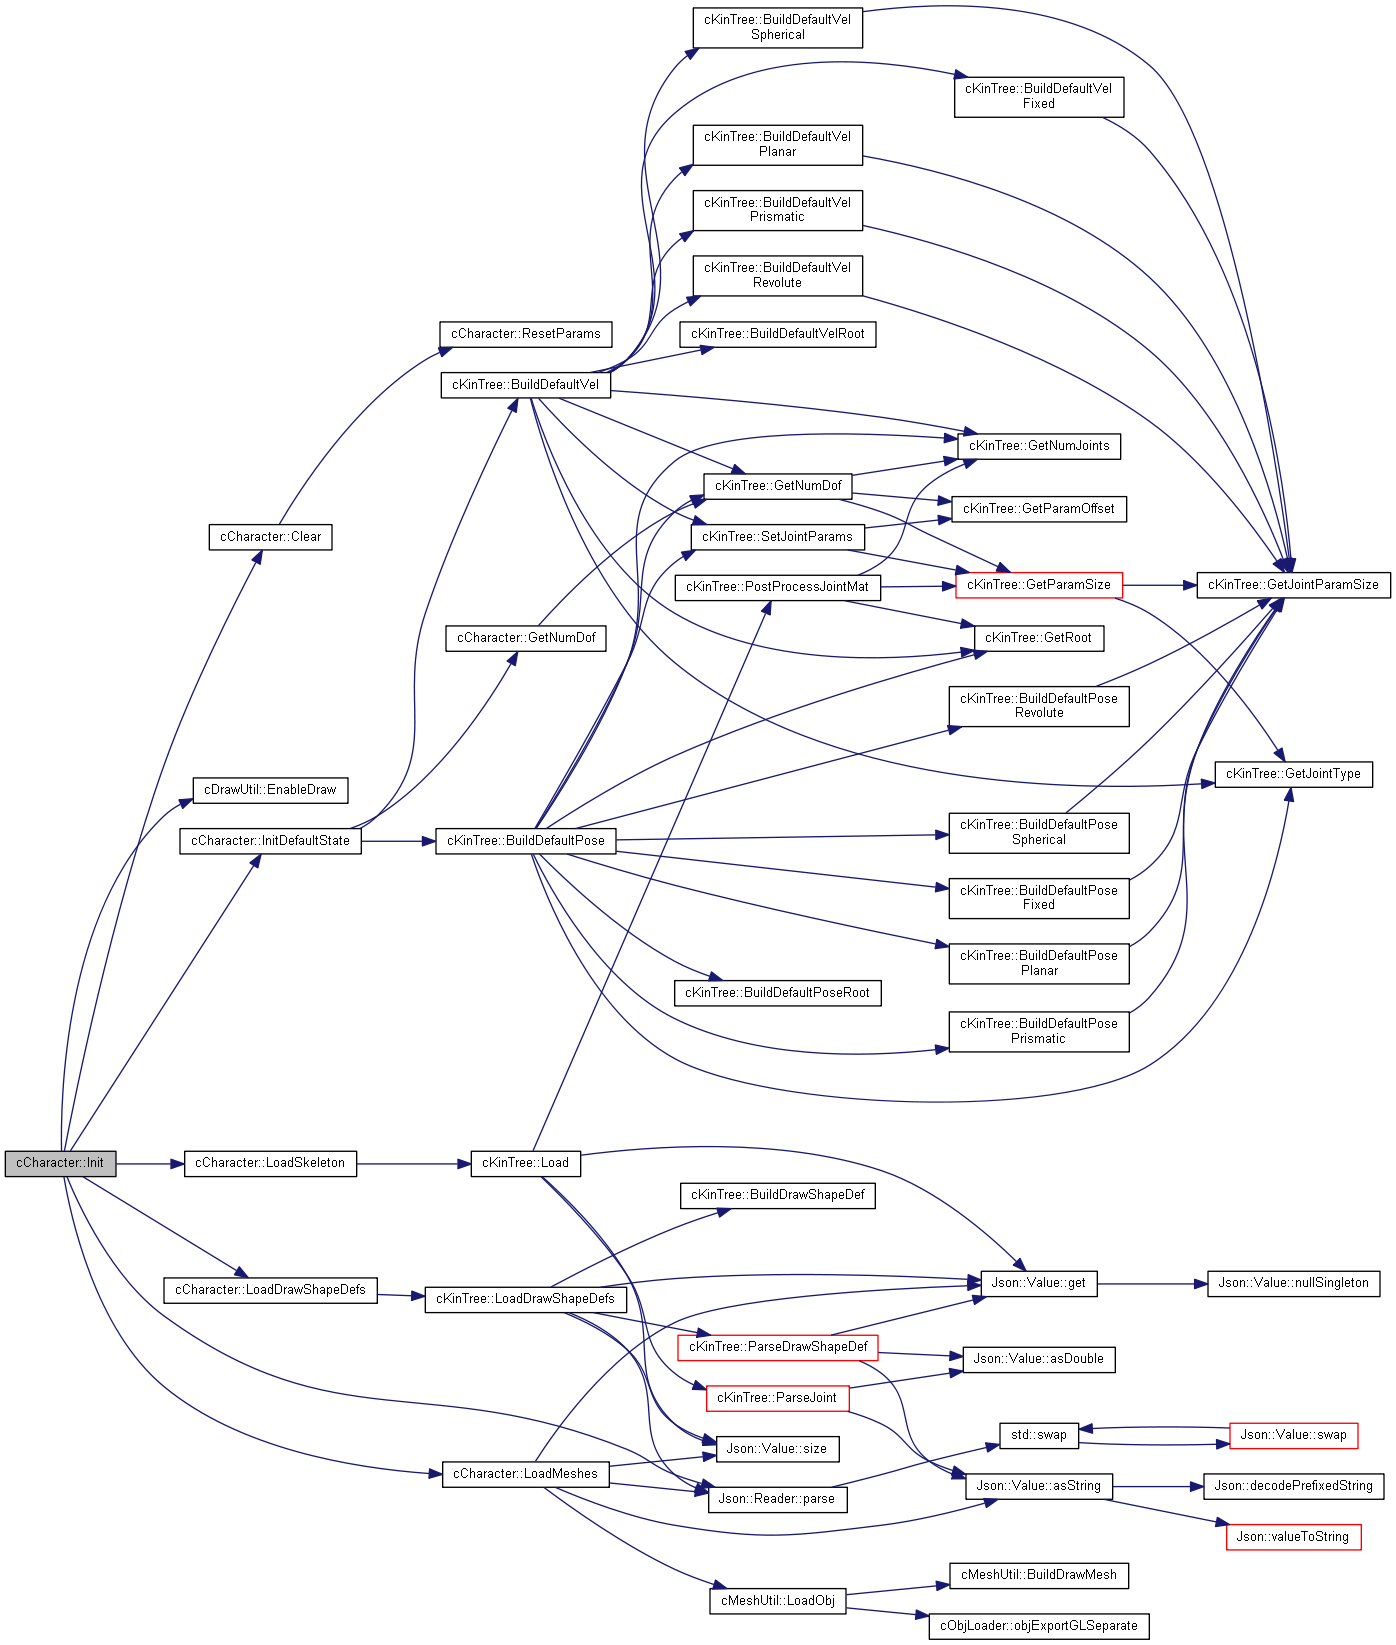 cKinTree::BuildDefaultVel
Spherical
cKinTree::BuildDefaultVel
Fixed
cKinTree::BuildDefaultVel
Planar
cKinTree::BuildDefaultVel
Prismatic
cKinTree::BuildDefaultVel
Revolute
cCharacter::ResetParams
cKinTree::BuildDefaultVelRoot
cKinTree::BuildDefaultVel
cKinTree::GetNumJoints
cKinTree::GetNumDof
cKinTree::GetParamOffset
cCharacter::Clear
cKinTree::SetJointParams
cKinTree::PostProcessJointMat
cKinTree::GetParamSize
cKinTree::GetJointParamSize
cCharacter::GetNumDof
cKinTree::GetRoot
cKinTree::BuildDefaultPose
Revolute
cKinTree::GetJointType
cDrawUtil::EnableDraw
cCharacter::InitDefaultState
cKinTree::BuildDefaultPose
cKinTree::BuildDefaultPose
Spherical
cKinTree::BuildDefaultPose
Fixed
cKinTree::BuildDefaultPose
Planar
cKinTree::BuildDefaultPoseRoot
cKinTree::BuildDefaultPose
Prismatic
cCharacter::Init
cCharacter::LoadSkeleton
cKinTree::Load
cKinTree::BuildDrawShapeDef
cCharacter::LoadDrawShapeDefs
cKinTree::LoadDrawShapeDefs
Json::Value::get
Json::Value::nullSingleton
cKinTree::ParseDrawShapeDef
Json::Value::asDouble
cKinTree::ParseJoint
std::swap
Json::Value::swap
Json::Value::size
cCharacter::LoadMeshes
Json::Reader::parse
Json::Value::asString
Json::decodePrefixedString
Json::valueToString
cMeshUtil::BuildDrawMesh
cMeshUtil::LoadObj
cObjLoader::objExportGLSeparate